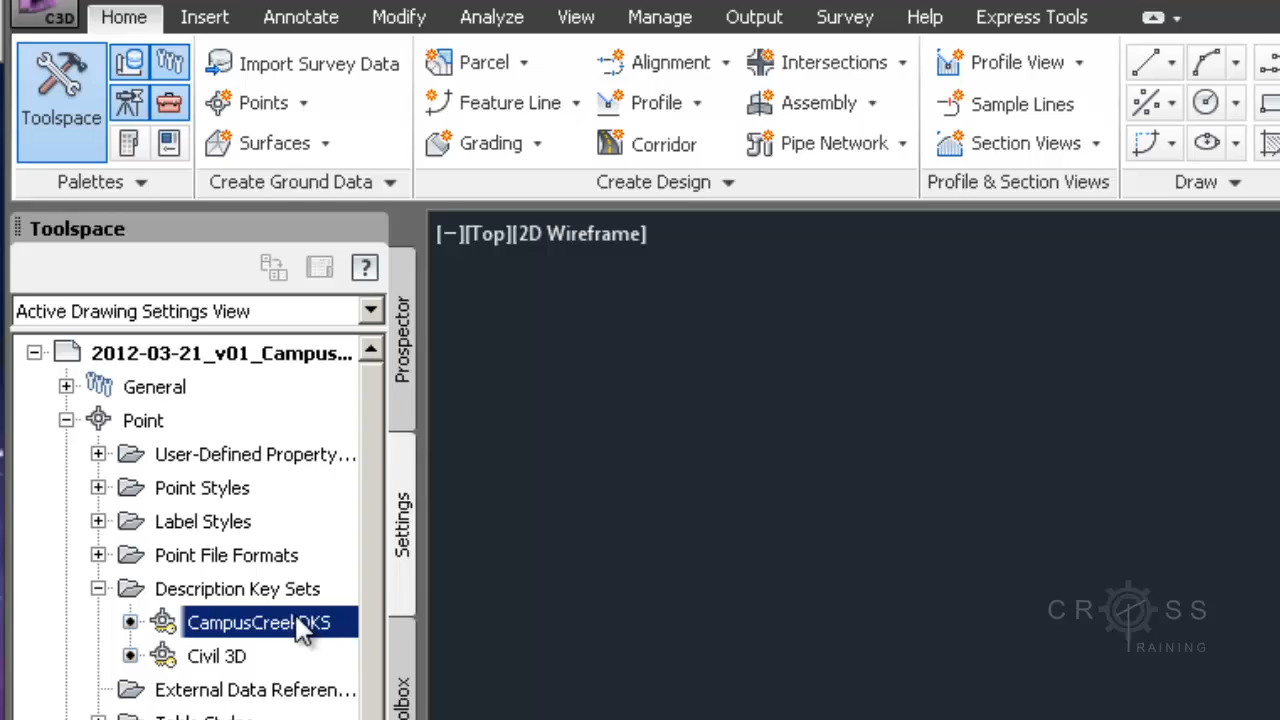 C3D
Home Insert Annotate Modify Analyze View Manage Output Survey Help Express Tools
Toolspace
Import Survey Data
Points
Surfaces
Parcel
Feature Line
Grading
Alignment
Profile
Corridor
Intersections
Assembly
Pipe Network
Profile View
Sample Lines
Section Views
Palettes
Create Ground Data
Create Design
Profile & Section Views
Draw
Toolspace
[−][Top][2D Wireframe]
Active Drawing Settings View
2012-03-21_v01_Campus...
General
Point
User-Defined Property...
Point Styles
Label Styles
Point File Formats
Description Key Sets
CampusCreekDKS
Civil 3D
External Data Referen...
Prospector
Settings
CROSS
TRAINING